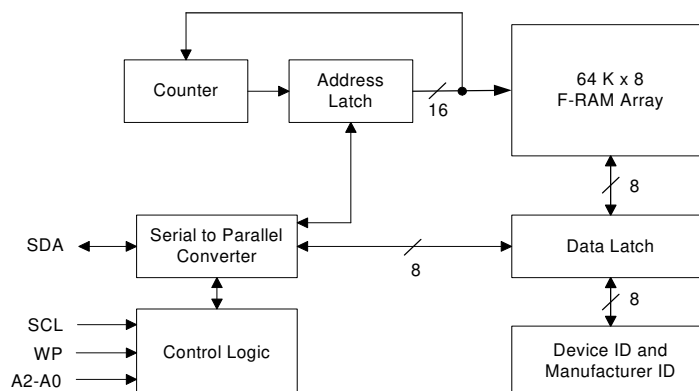 Counter
Address
Latch
16
64 K x 8
F-RAM Array
8
SDA
Serial to Parallel
Converter
8
Data Latch
8
SCL
WP
A2-A0
Control Logic
Device ID and
Manufacturer ID